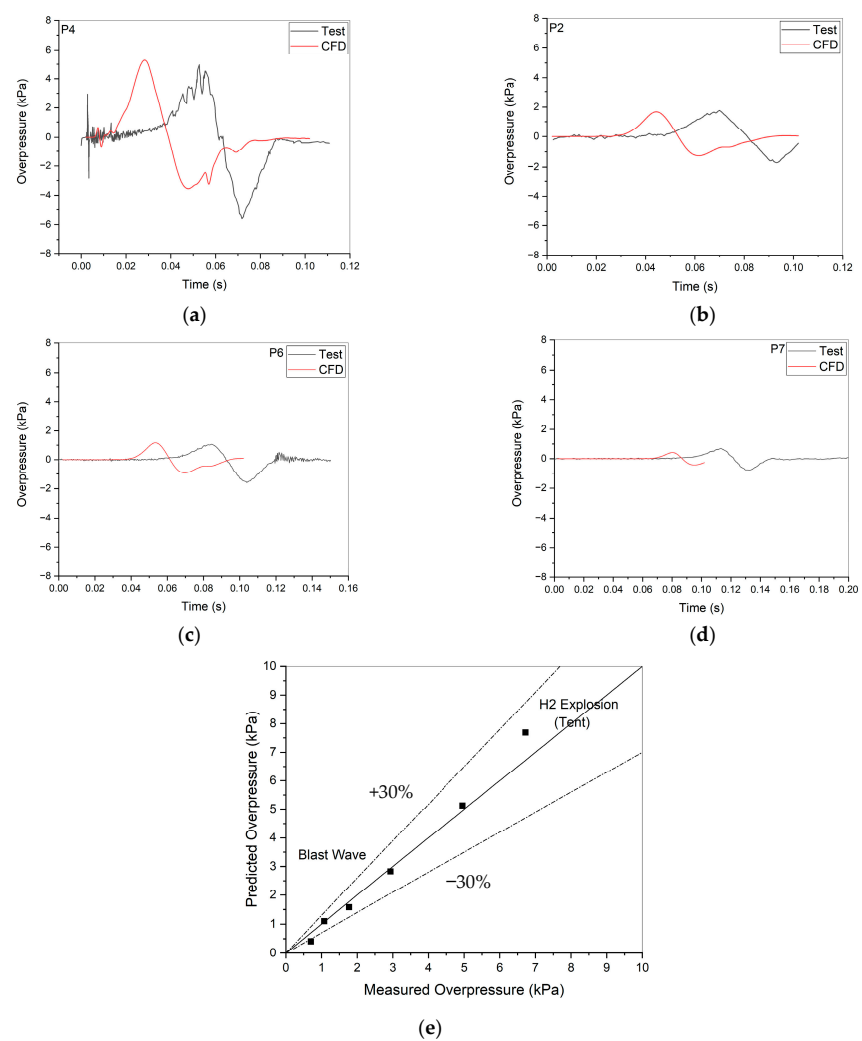 P4
Test
CFD
Overpressure (kPa)
8
6
4
2
0
−2
−4
−6
−8
0.00 0.02 0.04 0.06 0.08 0.10 0.12
Time (s)
(a)
P2
Test
CFD
Overpressure (kPa)
8
6
4
2
0
−2
−4
−6
−8
0.00 0.02 0.04 0.06 0.08 0.10 0.12
Time (s)
(b)
P6
Test
CFD
Overpressure (kPa)
8
6
4
2
0
−2
−4
−6
−8
0.00 0.02 0.04 0.06 0.08 0.10 0.12 0.14 0.16
Time (s)
(c)
P7
Test
CFD
Overpressure (kPa)
8
6
4
2
0
−2
−4
−6
−8
0.00 0.02 0.04 0.06 0.08 0.10 0.12 0.14 0.16 0.18 0.20
Time (s)
(d)
Predicted Overpressure (kPa)
10
9
8
7
6
5
4
3
2
1
0
H2 Explosion
(Tent)
+30%
Blast Wave
−30%
0 1 2 3 4 5 6 7 8 9 10
Measured Overpressure (kPa)
(e)